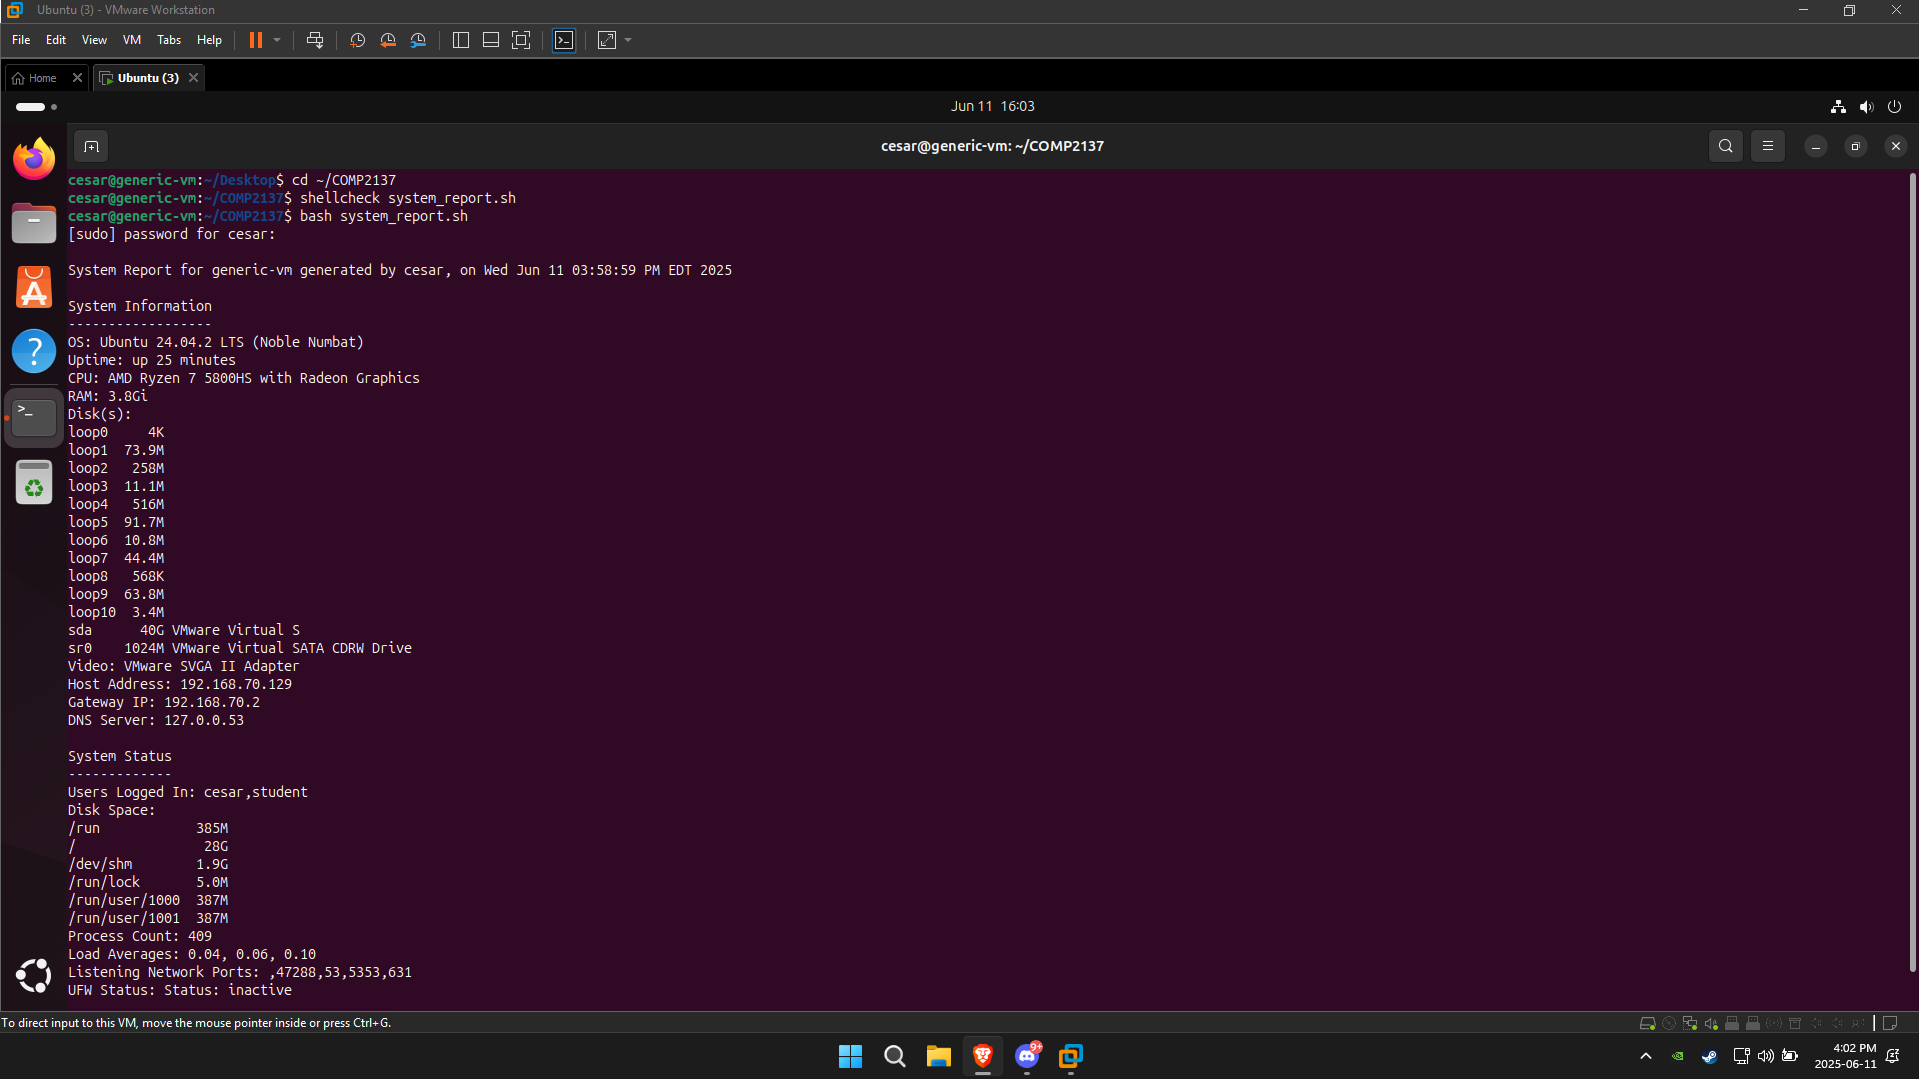 Ubuntu (3) - VMware Workstation
File Edit View VM Tabs Help
Home Ubuntu (3)
Jun 11 16:03
cesar@generic-vm: ~/COMP2137
cesar@generic-vm:~/Desktop$ cd ~/COMP2137
cesar@generic-vm:~/COMP2137$ shellcheck system_report.sh
cesar@generic-vm:~/COMP2137$ bash system_report.sh
[sudo] password for cesar:
System Report for generic-vm generated by cesar, on Wed Jun 11 03:58:59 PM EDT 2025
System Information
------------------
OS: Ubuntu 24.04.2 LTS (Noble Numbat)
Uptime: up 25 minutes
CPU: AMD Ryzen 7 5800HS with Radeon Graphics
RAM: 3.8Gi
Disk(s):
loop0     4K
loop1  73.9M
loop2   258M
loop3  11.1M
loop4   516M
loop5  91.7M
loop6  10.8M
loop7  44.4M
loop8   568K
loop9  63.8M
loop10  3.4M
sda      40G VMware Virtual S
sr0    1024M VMware Virtual SATA CDRW Drive
Video: VMware SVGA II Adapter
Host Address: 192.168.70.129
Gateway IP: 192.168.70.2
DNS Server: 127.0.0.53
System Status
-------------
Users Logged In: cesar,student
Disk Space:
/run            385M
/                28G
/dev/shm        1.9G
/run/lock       5.0M
/run/user/1000  387M
/run/user/1001  387M
Process Count: 409
Load Averages: 0.04, 0.06, 0.10
Listening Network Ports: ,47288,53,5353,631
UFW Status: Status: inactive
To direct input to this VM, move the mouse pointer inside or press Ctrl+G.
9+
4:02 PM
2025-06-11